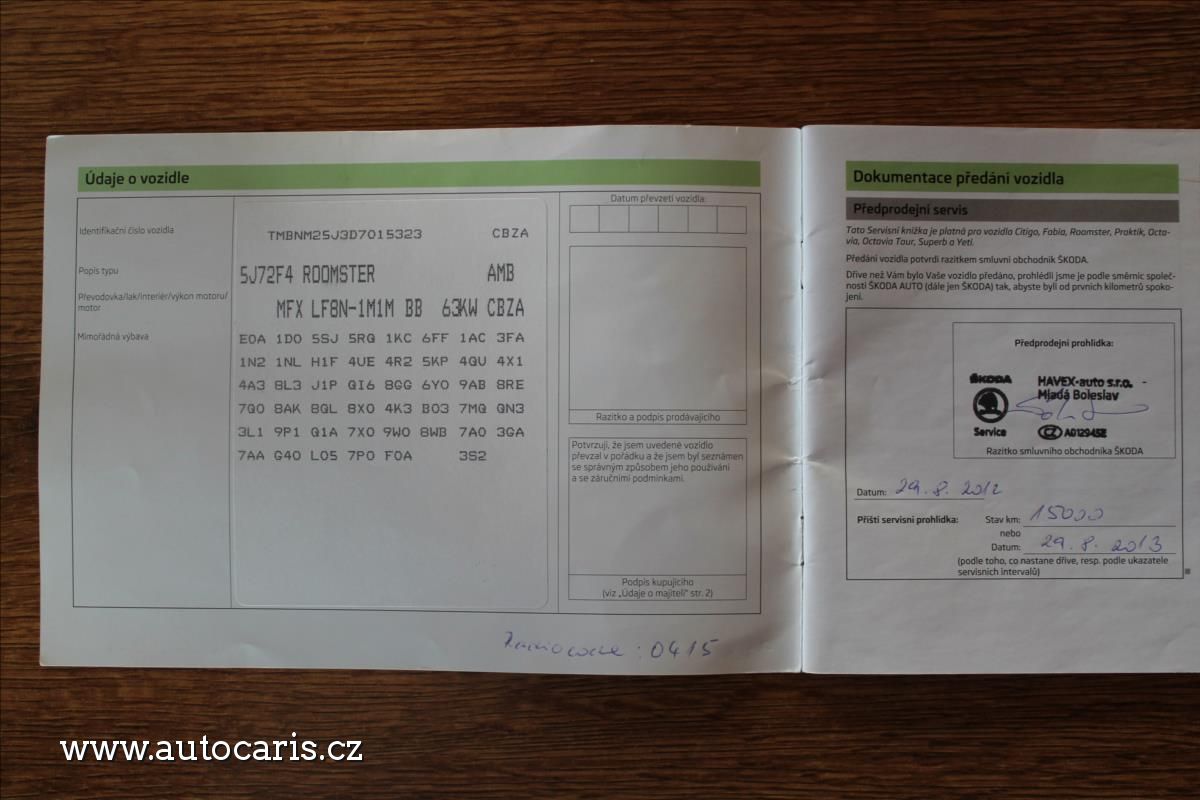 Údaje o vozidle
Identifikační číslo vozidla
TMBNM25J3D7015323 CBZA
Popis typu
5J72F4 ROOMSTER AMB
Převodovka/lak/interiér/výkon motoru/
motor
MFX LF8N-1M1M BB 63KW CBZA
Mimořádná výbava
E0A 1D0 5SJ 5RQ 1KC 6FF 1AC 3FA
1N2 1NL H1F 4UE 4R2 5KP 4QU 4X1
4A3 8L3 J1P QI6 8GG 6Y0 9AB 8RE
7Q0 8AK 8QL 8X0 4K3 B03 7MG QN3
3L1 9P1 Q1A 7X0 9W0 8WB 7A0 3GA
7AA G40 L05 7P0 F0A 3S2
Datum převzetí vozidla:
Razítko a podpis prodávajícího
Potvrzuji, že jsem uvedené vozidlo
převzal v pořádku a že jsem byl seznámen
se správným způsobem jeho používání
a se záručními podmínkami.
Podpis kupujícího
(viz „Údaje o majiteli" str. 2)
Radiocode: 0415
Dokumentace předání vozidla
Předprodejní servis
Tato Servisní knížka je platná pro vozidla Citigo, Fabia, Roomster, Praktik, Octa-
via, Octavia Tour, Superb a Yeti.
Předání vozidla potvrdí razítkem smluvní obchodník ŠKODA.
Dříve než Vám bylo Vaše vozidlo předáno, prohlédli jsme je podle směrnic společ-
nosti ŠKODA AUTO (dále jen ŠKODA) tak, abyste byli od prvních kilometrů spoko-
jeni.
Předprodejní prohlídka:
ŠKODA HAVEX-auto s.r.o.
Mladá Boleslav
Service CZ A0129458
Razítko smluvního obchodníka ŠKODA
Datum: 29. 8. 2012
Příští servisní prohlídka: Stav km: 15000
nebo
Datum: 29. 8. 2013
(podle toho, co nastane dříve, resp. podle ukazatele
servisních intervalů)
www.autocaris.cz